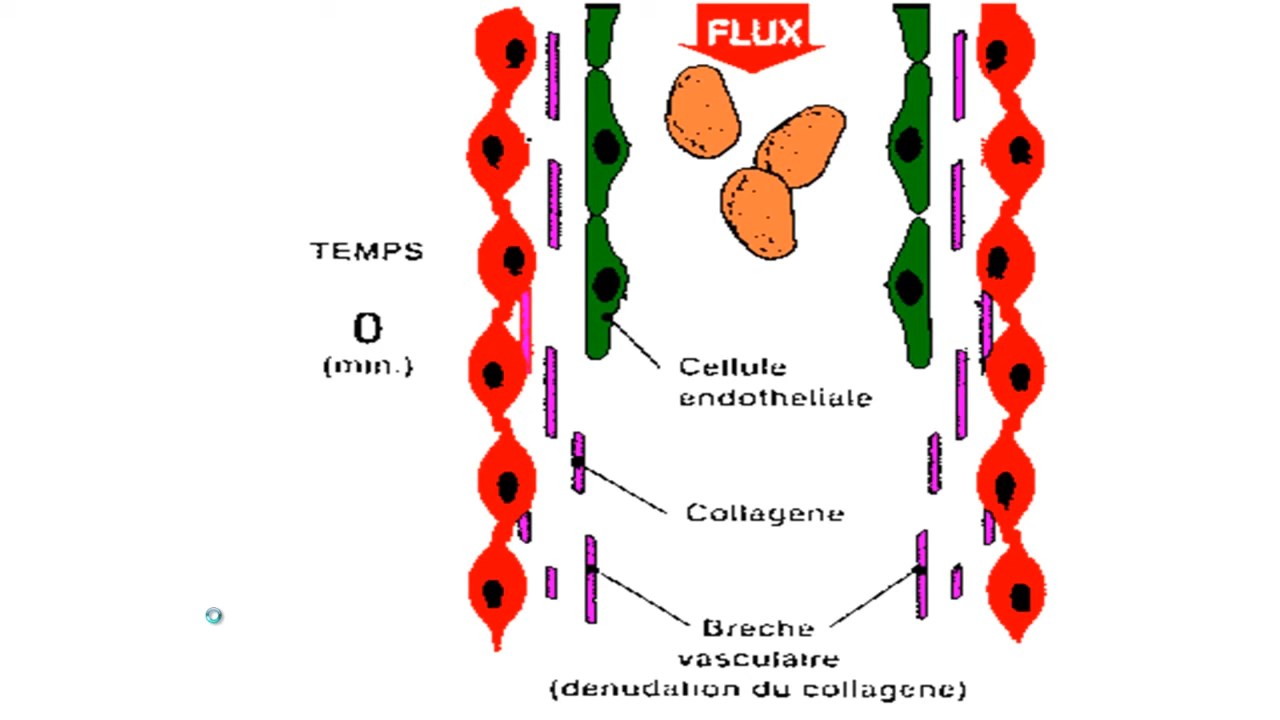 FLUX
TEMPS
0
(min.)
Cellule
endotheliale
Collagene
Breche
vasculaire
(denudation du collagene)